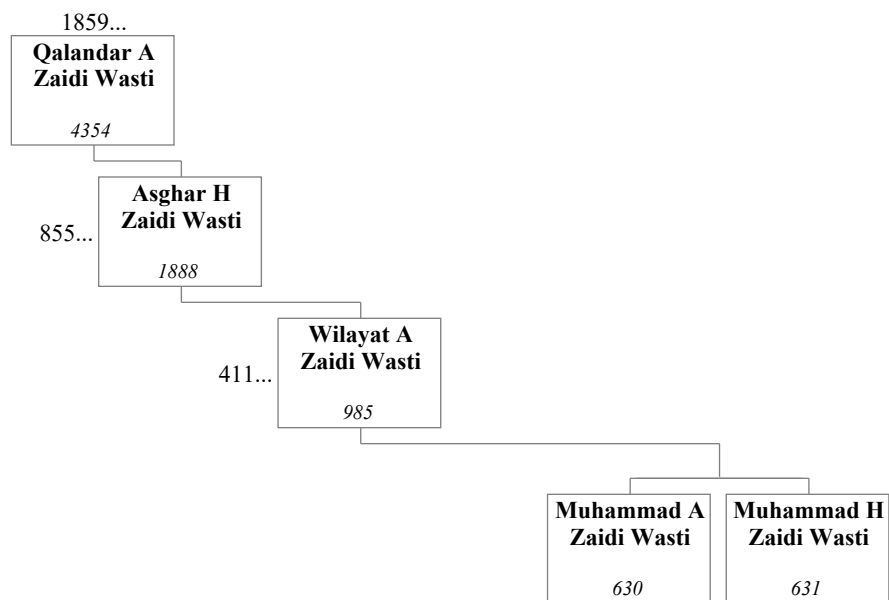 1859...
Qalandar A
Zaidi Wasti
4354
Asghar H
Zaidi Wasti
855...
1888
Wilayat A
Zaidi Wasti
411...
985
Muhammad A
Zaidi Wasti
630
Muhammad H
Zaidi Wasti
631